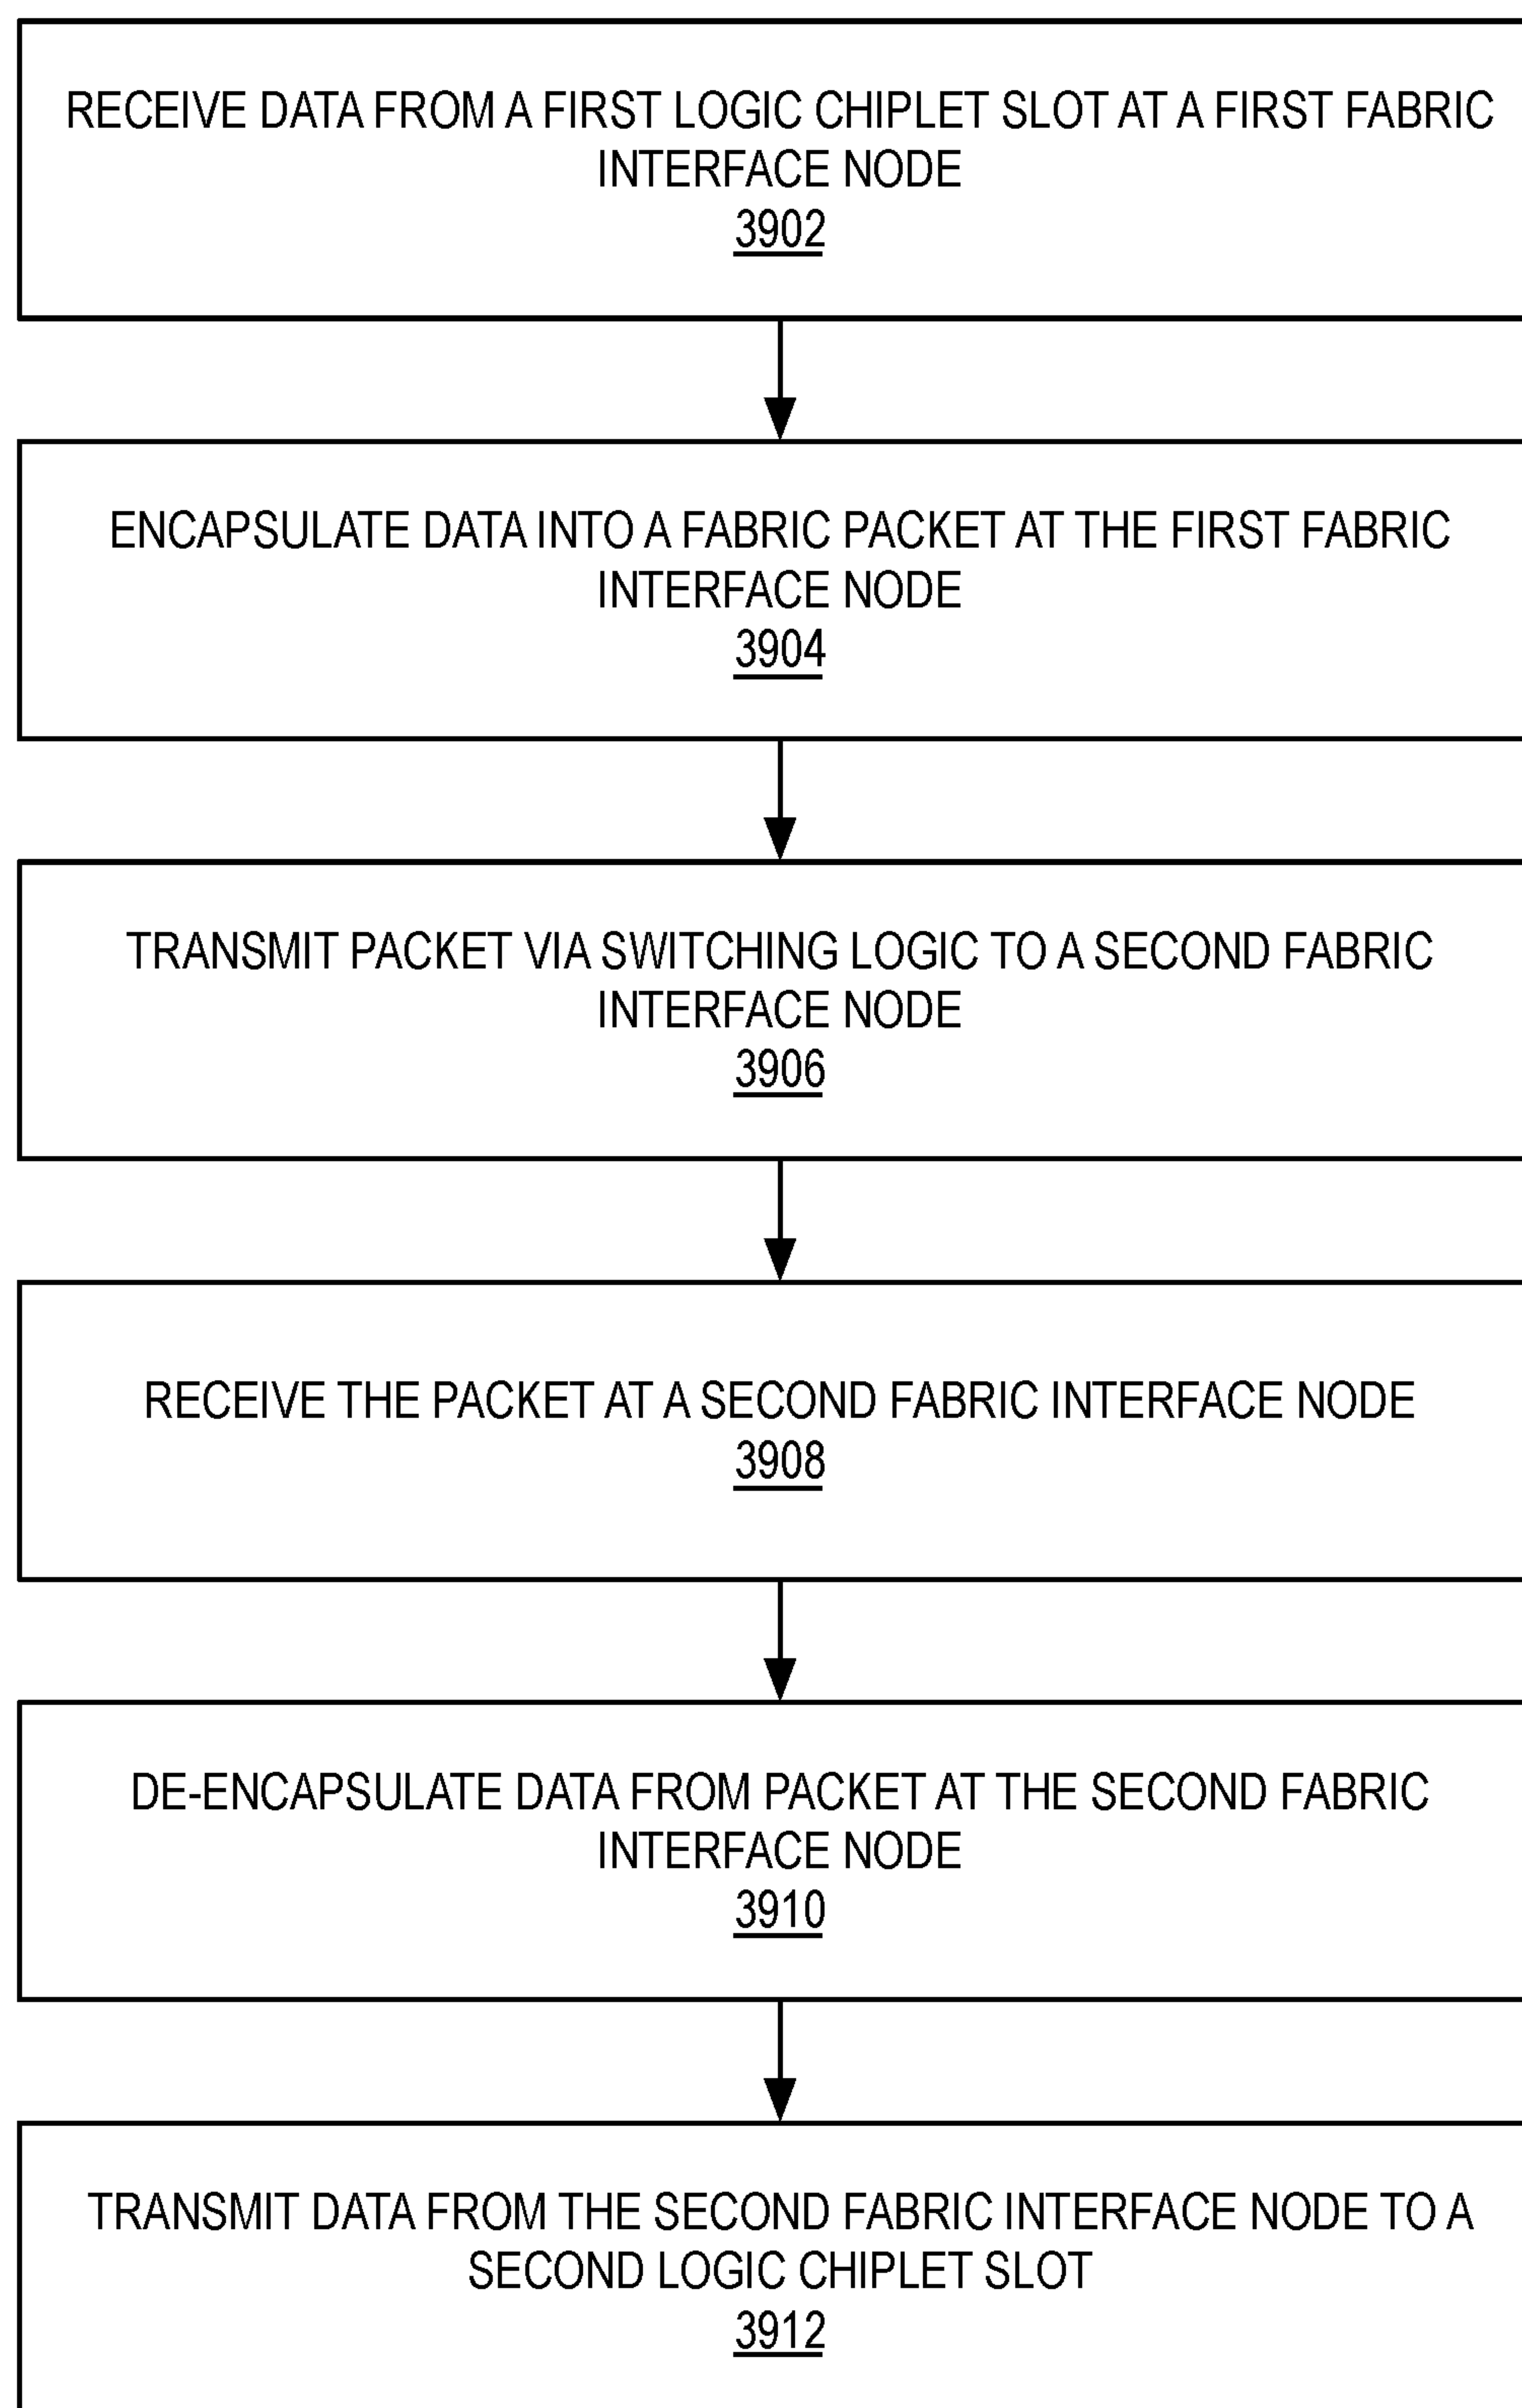 RECEIVE DATA FROM A FIRST LOGIC CHIPLET SLOT AT A FIRST FABRIC
INTERFACE NODE
3902
ENCAPSULATE DATA INTO A FABRIC PACKET AT THE FIRST FABRIC
INTERFACE NODE
3904
TRANSMIT PACKET VIA SWITCHING LOGIC TO A SECOND FABRIC
INTERFACE NODE
3906
RECEIVE THE PACKET AT A SECOND FABRIC INTERFACE NODE
3908
DE-ENCAPSULATE DATA FROM PACKET AT THE SECOND FABRIC
INTERFACE NODE
3910
TRANSMIT DATA FROM THE SECOND FABRIC INTERFACE NODE TO A
SECOND LOGIC CHIPLET SLOT
3912